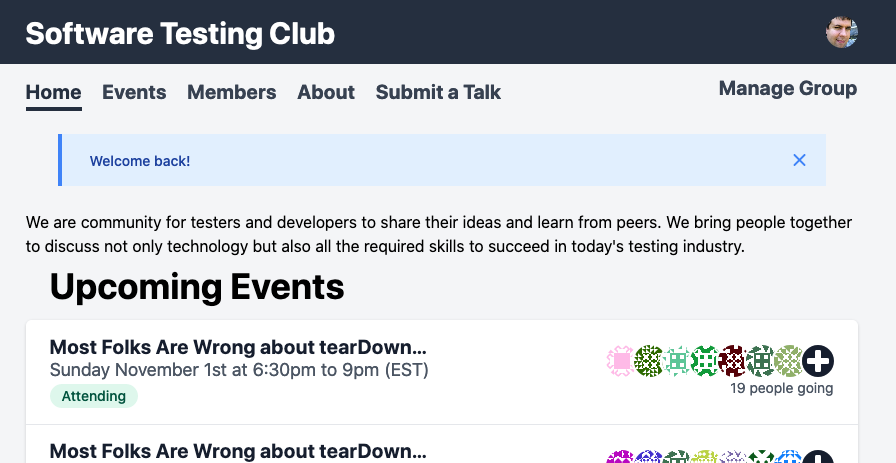 Software Testing Club
Home Events Members About Submit a Talk Manage Group
Welcome back!
We are community for testers and developers to share their ideas and learn from peers. We bring people together
to discuss not only technology but also all the required skills to succeed in today's testing industry.
Upcoming Events
Most Folks Are Wrong about tearDown...
Sunday November 1st at 6:30pm to 9pm (EST)
19 people going
Attending
Most Folks Are Wrong about tearDown...